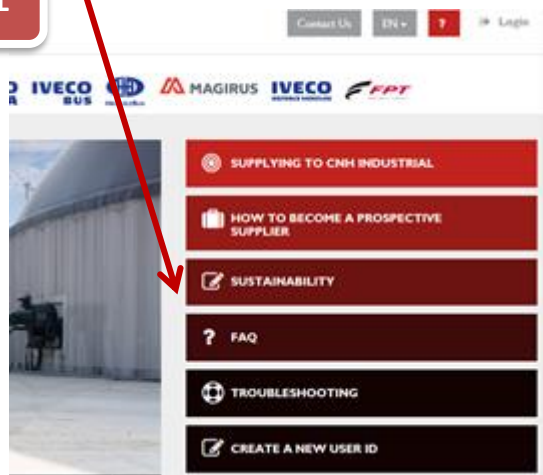 1
Contact Us EN ? Login
IVECO BUS MAGIRUS IVECO FPT
SUPPLYING TO CNH INDUSTRIAL
HOW TO BECOME A PROSPECTIVE
SUPPLIER
SUSTAINABILITY
? FAQ
TROUBLESHOOTING
CREATE A NEW USER ID